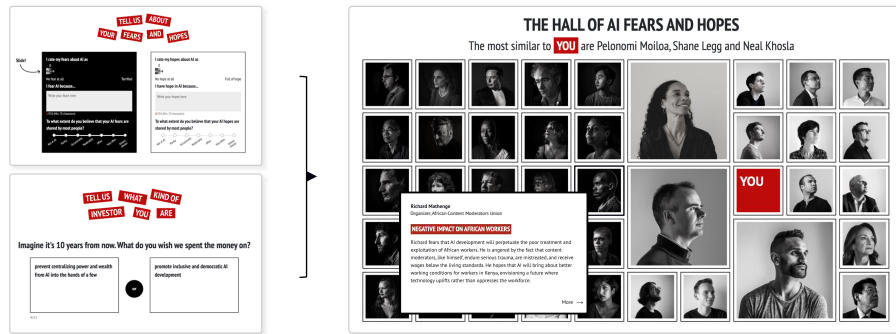 TELL US ABOUT
YOUR FEARS AND HOPES
Slide!
I rate my fears about AI as
0
No fear at all
Terrified
I fear AI because...
Write your fears here
To what extent do you believe that your AI fears are
shared by most people?
I rate my hopes about AI as
0
No hope at all
Full of hope
I have hope in AI because...
Write your hopes here
To what extent do you believe that your AI hopes are
shared by most people?
TELL US WHAT KIND OF
INVESTOR YOU ARE
Imagine it's 10 years from now. What do you wish we spent the money on?
prevent centralizing power and wealth
from AI into the hands of a few
OR
promote inclusive and democratic AI
development
THE HALL OF AI FEARS AND HOPES
The most similar to YOU are Pelonomi Moiloa, Shane Legg and Neal Khosla
YOU
Richard Mathenge
Organizer, African Content Moderators Union
NEGATIVE IMPACT ON AFRICAN WORKERS
Richard fears that AI development will perpetuate the poor treatment and
exploitation of African workers. He is angered by the fact that content
moderators, like himself, endure serious trauma, are mistreated, and receive
wages below the living standards. He hopes that AI will bring about better
working conditions for workers in Kenya, envisioning a future where
technology uplifts rather than oppresses the workforce.
More →